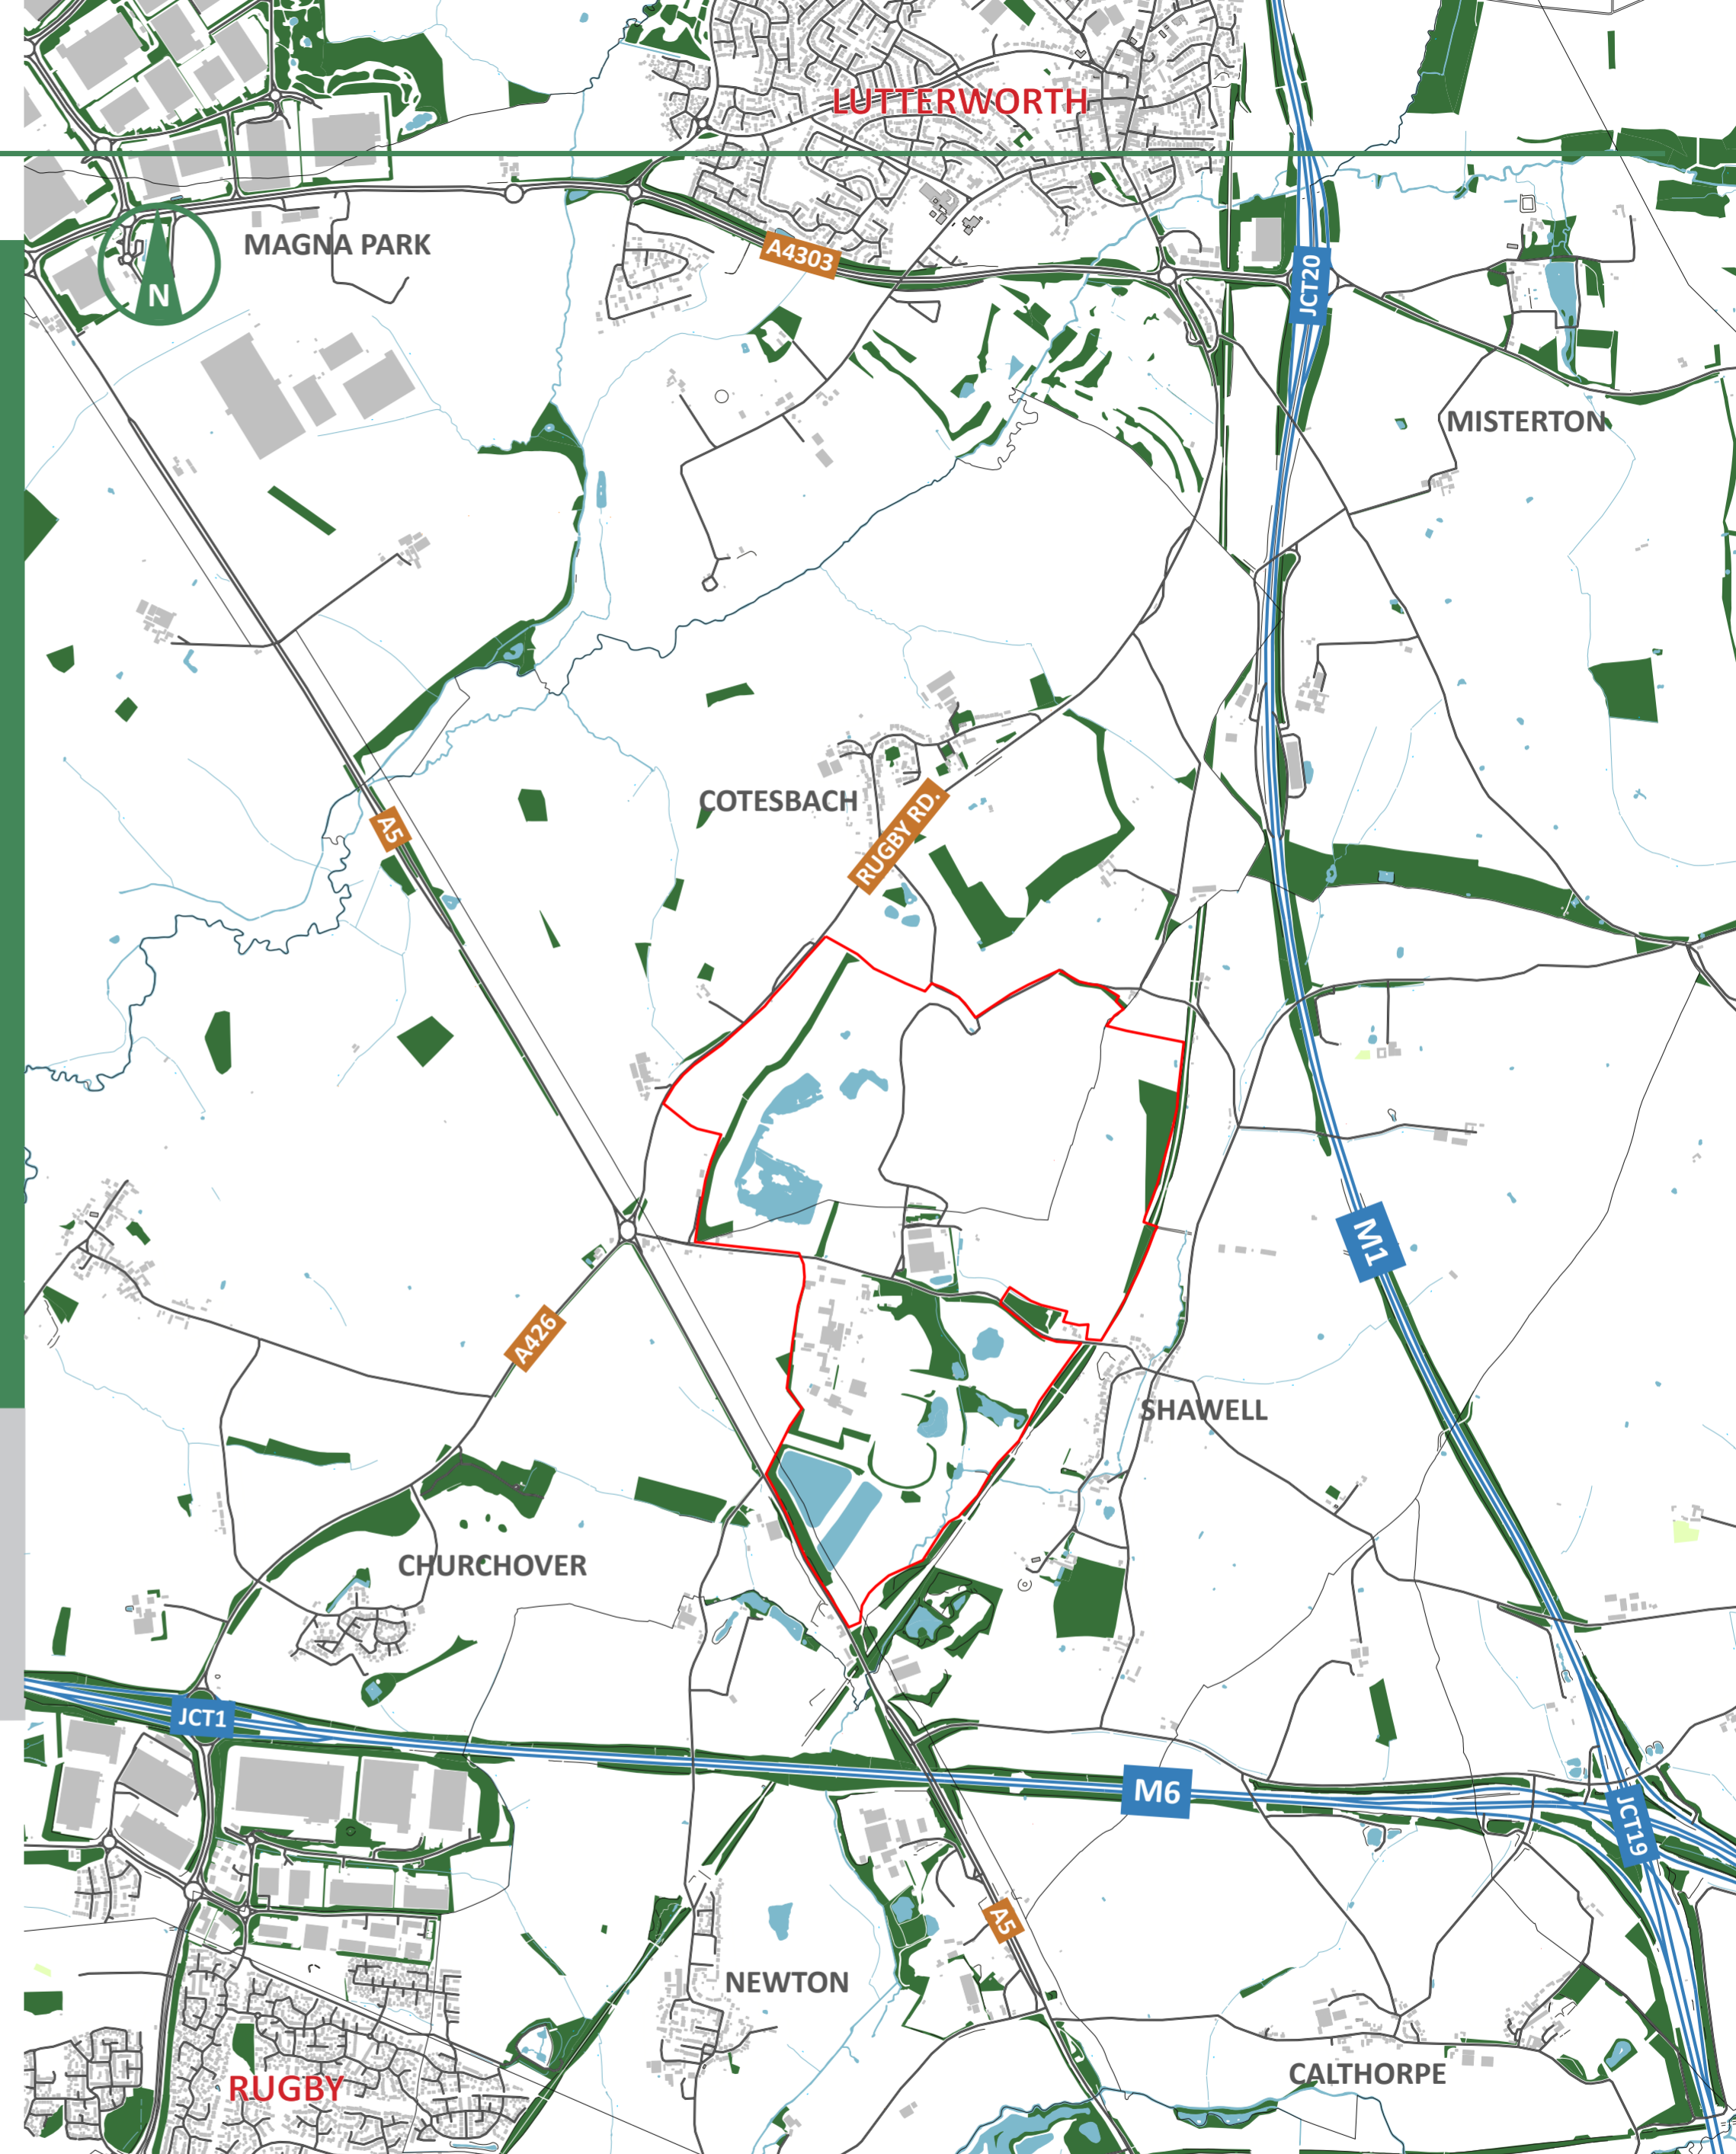 LUTTERWORTH
MAGNA PARK
A4303
JCT20
N
MISTERTON
COTESBACH
RUGBY RD.
A5
M1
A426
SHAWELL
CHURCHOVER
JCT1
M6
JCT19
A5
NEWTON
CALTHORPE
RUGBY